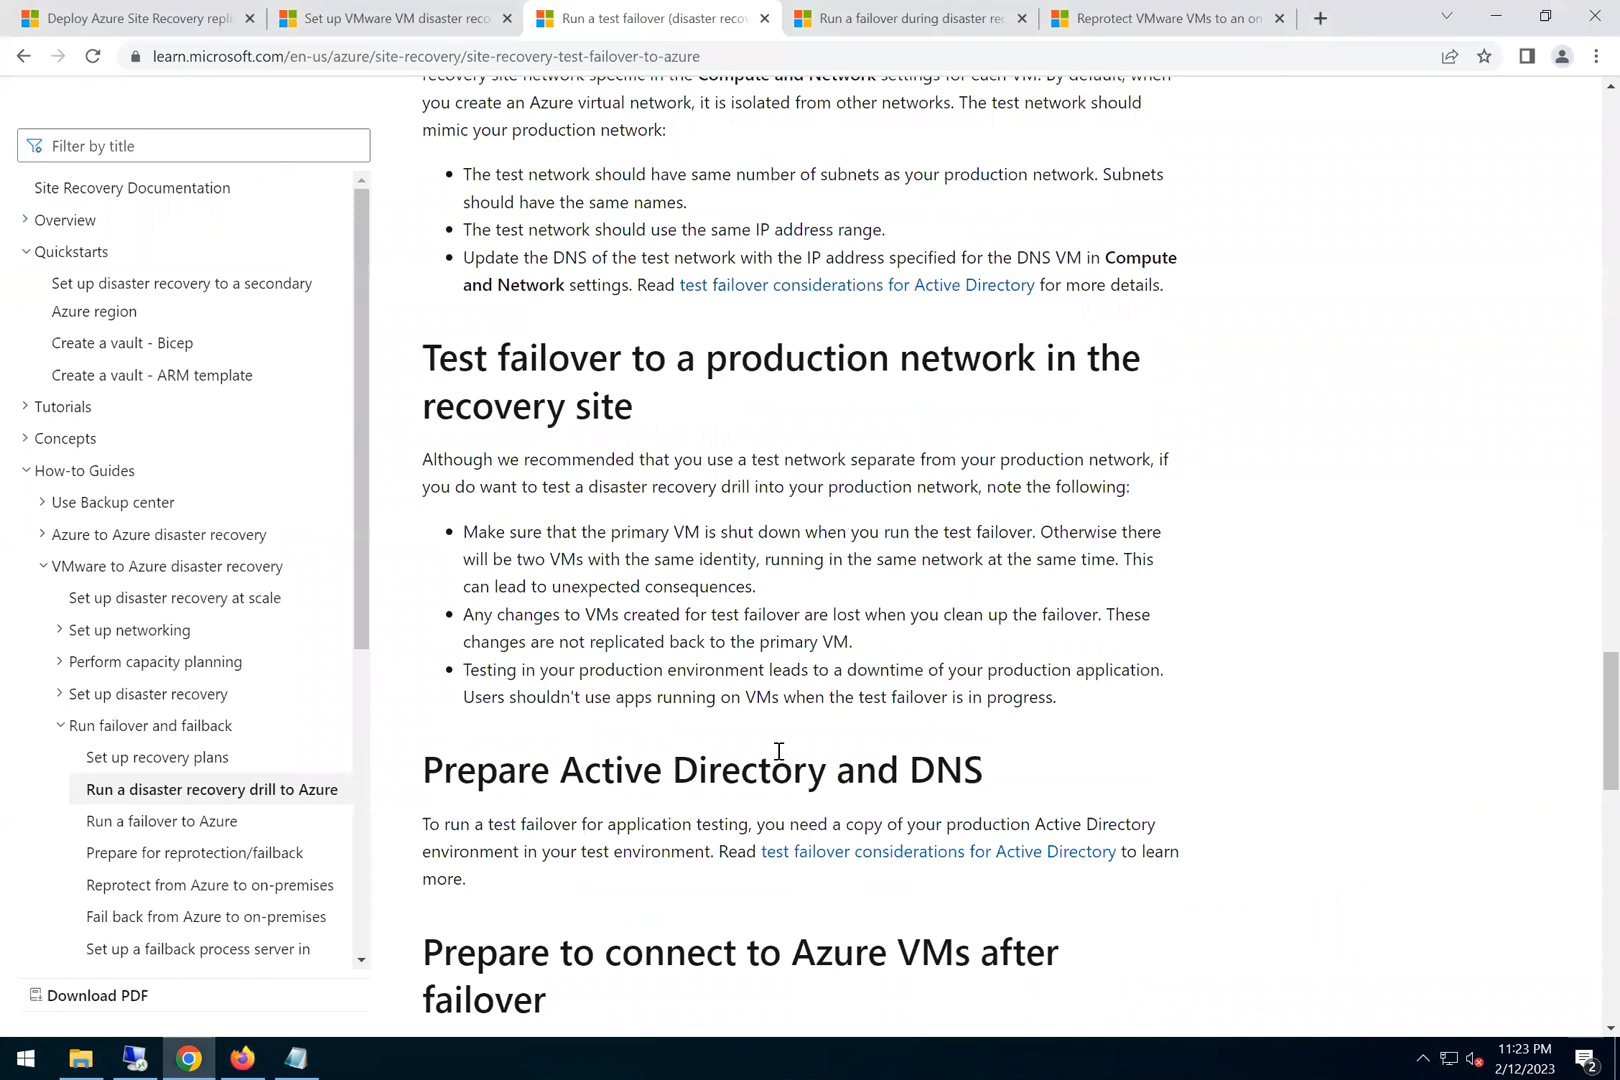 Deploy Azure Site Recovery repli
Set up VMware VM disaster reco
Run a test failover (disaster reco
Run a failover during disaster re
Reprotect VMware VMs to an on
learn.microsoft.com/en-us/azure/site-recovery/site-recovery-test-failover-to-azure
Filter by title
Site Recovery Documentation
Overview
Quickstarts
Set up disaster recovery to a secondary
Azure region
Create a vault - Bicep
Create a vault - ARM template
Tutorials
Concepts
How-to Guides
Use Backup center
Azure to Azure disaster recovery
VMware to Azure disaster recovery
Set up disaster recovery at scale
Set up networking
Perform capacity planning
Set up disaster recovery
Run failover and failback
Set up recovery plans
Run a disaster recovery drill to Azure
Run a failover to Azure
Prepare for reprotection/failback
Reprotect from Azure to on-premises
Fail back from Azure to on-premises
Set up a failback process server in
Download PDF
recovery site network specific in the Compute and Network settings for each VM. By default, when
you create an Azure virtual network, it is isolated from other networks. The test network should
mimic your production network:
• The test network should have same number of subnets as your production network. Subnets
should have the same names.
• The test network should use the same IP address range.
• Update the DNS of the test network with the IP address specified for the DNS VM in Compute
and Network settings. Read test failover considerations for Active Directory for more details.
Test failover to a production network in the
recovery site
Although we recommended that you use a test network separate from your production network, if
you do want to test a disaster recovery drill into your production network, note the following:
• Make sure that the primary VM is shut down when you run the test failover. Otherwise there
will be two VMs with the same identity, running in the same network at the same time. This
can lead to unexpected consequences.
• Any changes to VMs created for test failover are lost when you clean up the failover. These
changes are not replicated back to the primary VM.
• Testing in your production environment leads to a downtime of your production application.
Users shouldn't use apps running on VMs when the test failover is in progress.
Prepare Active Directory and DNS
To run a test failover for application testing, you need a copy of your production Active Directory
environment in your test environment. Read test failover considerations for Active Directory to learn
more.
Prepare to connect to Azure VMs after
failover
11:23 PM
2/12/2023
2